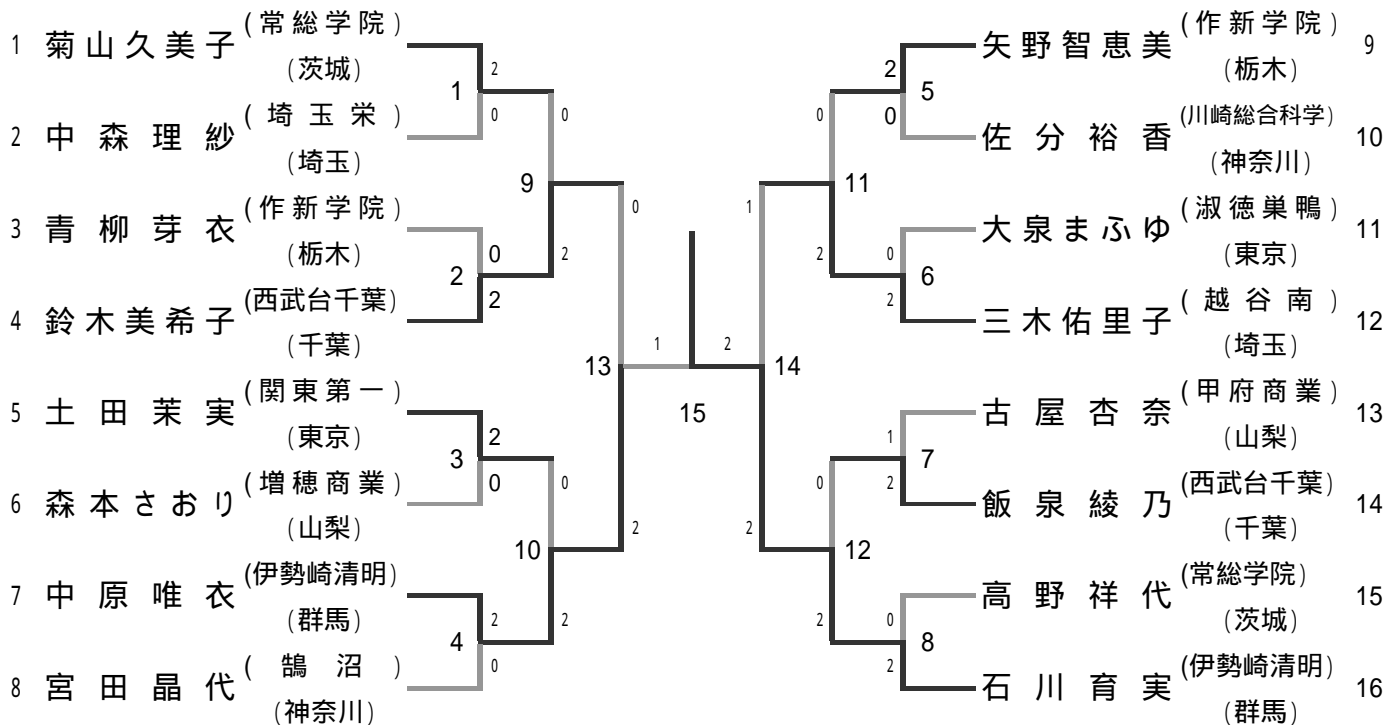 1 菊山久美子 (常総学院)
(茨城)
2 中森理紗 (埼玉栄)
(埼玉)
3 青柳芽衣 (作新学院)
(栃木)
4 鈴木美希子 (西武台千葉)
(千葉)
5 土田茉実 (関東第一)
(東京)
6 森本さおり (増穂商業)
(山梨)
7 中原唯衣 (伊勢崎清明)
(群馬)
8 宮田晶代 (鵠沼)
(神奈川)
1
2
0
2
0
2
3
2
0
4
2
0
9
0
2
10
0
2
13
0
2
15
1
2
14
1
2
11
0
2
12
0
2
5
2
0
6
0
2
7
1
2
8
0
2
矢野智恵美 (作新学院) 9
(栃木)
佐分裕香 (川崎総合科学) 10
(神奈川)
大泉まふゆ (淑徳巣鴨) 11
(東京)
三木佑里子 (越谷南) 12
(埼玉)
古屋杏奈 (甲府商業) 13
(山梨)
飯泉綾乃 (西武台千葉) 14
(千葉)
高野祥代 (常総学院) 15
(茨城)
石川育実 (伊勢崎清明) 16
(群馬)